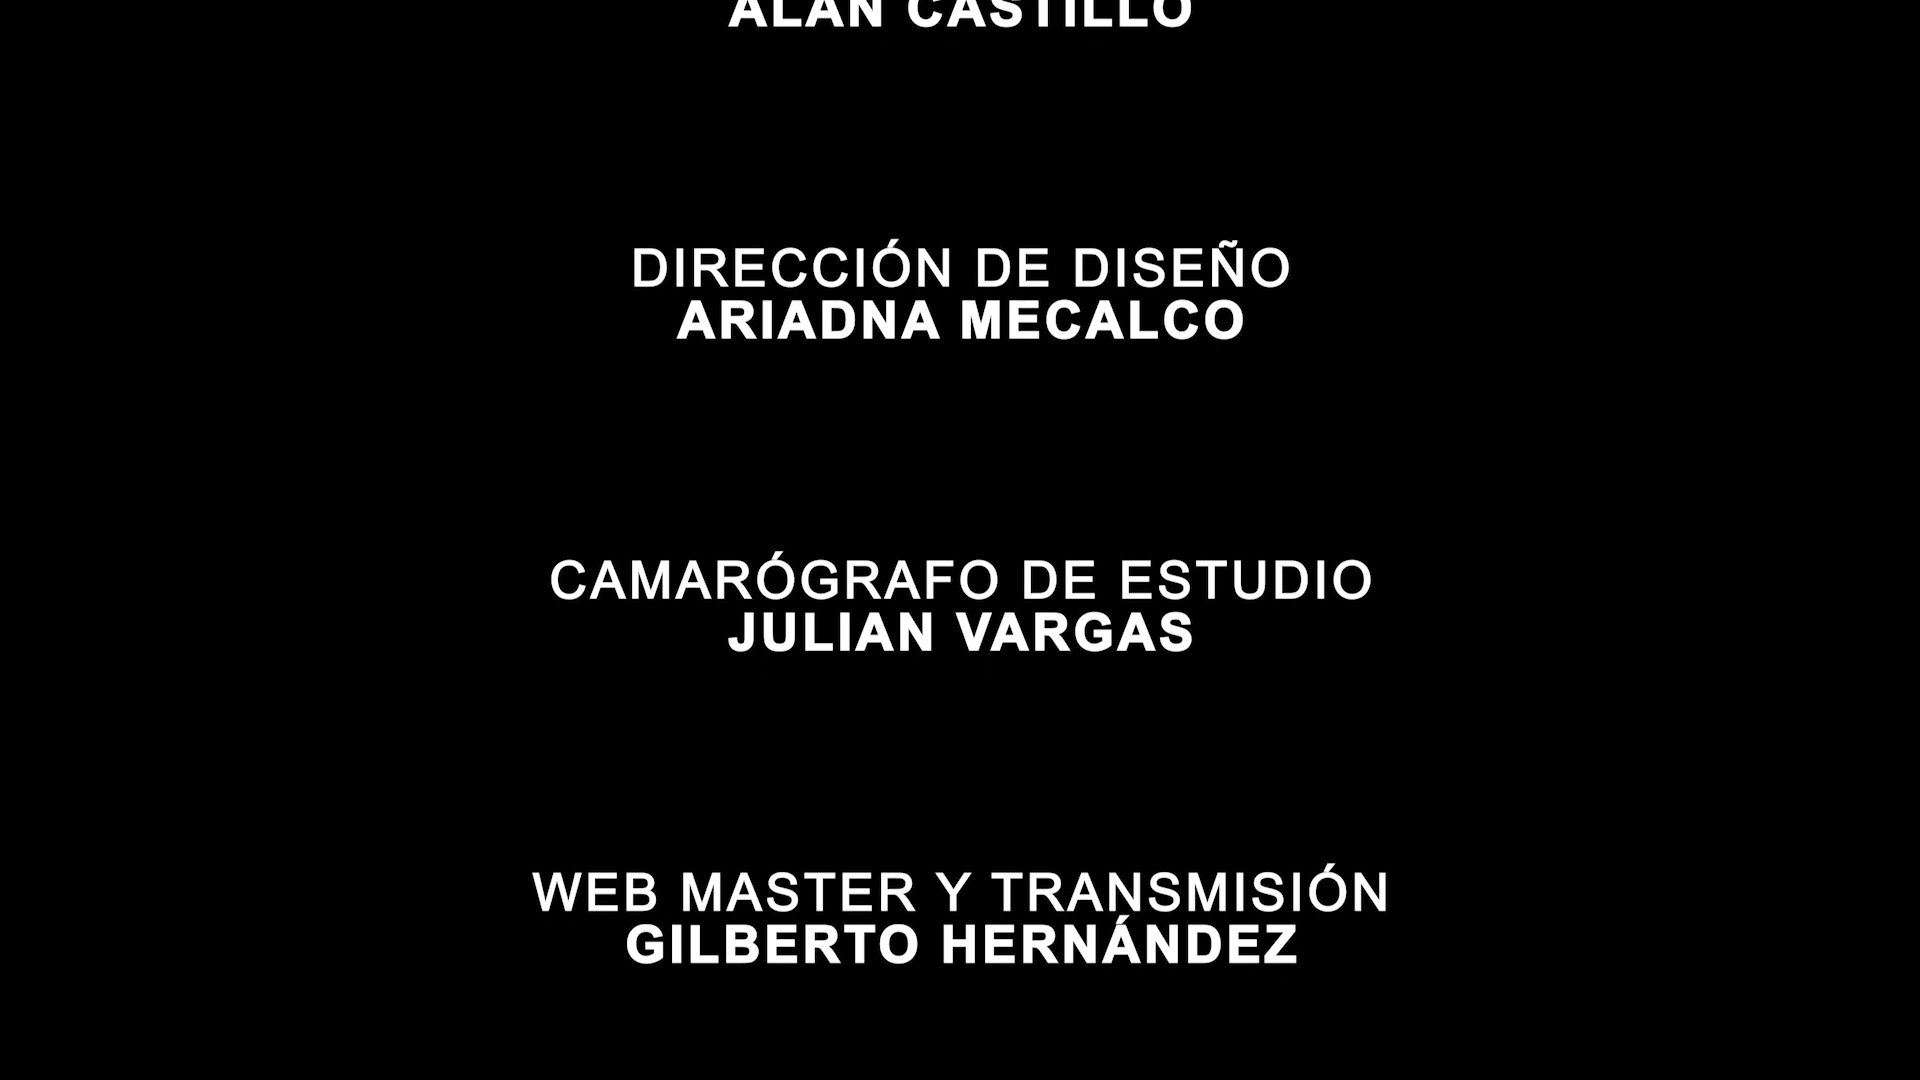 ALAN CASTILLO
DIRECCIÓN DE DISEÑO
ARIADNA MECALCO
CAMARÓGRAFO DE ESTUDIO
JULIAN VARGAS
WEB MASTER Y TRANSMISIÓN
GILBERTO HERNÁNDEZ